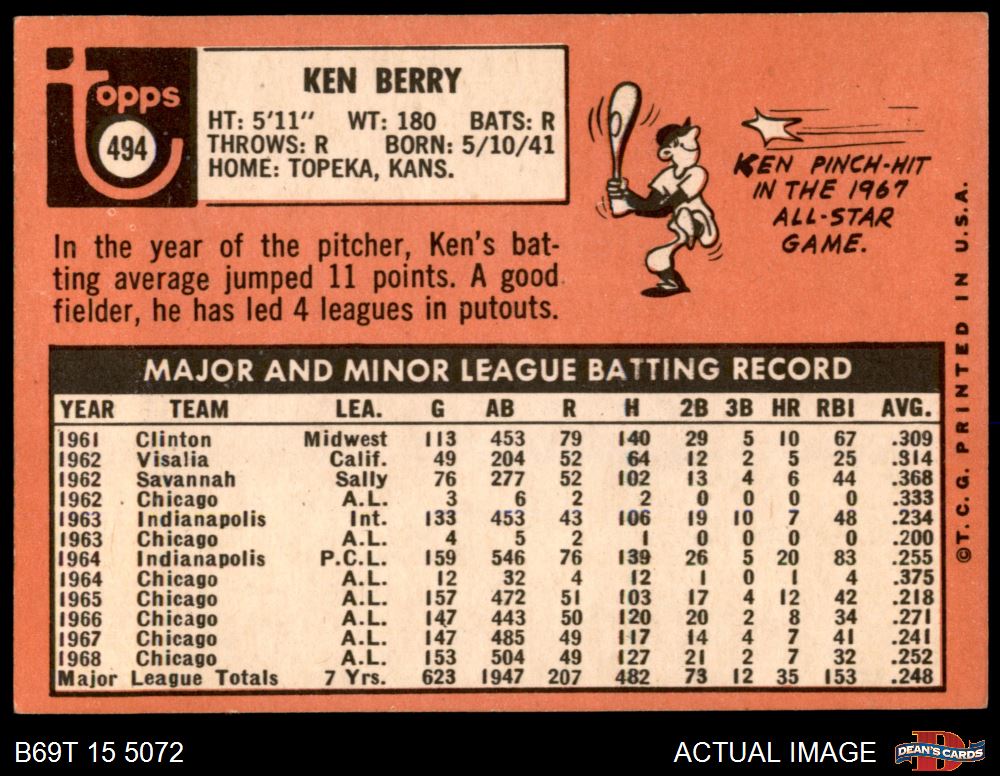 topps
494
KEN BERRY
HT: 5'11" WT: 180 BATS: R
THROWS: R BORN: 5/10/41
HOME: TOPEKA, KANS.
KEN PINCH-HIT
IN THE 1967
ALL-STAR
GAME.
In the year of the pitcher, Ken's bat-
ting average jumped 11 points. A good
fielder, he has led 4 leagues in putouts.
MAJOR AND MINOR LEAGUE BATTING RECORD
YEAR TEAM LEA. G AB R H 2B 3B HR RBI AVG.
1961 Clinton Midwest 113 453 79 140 29 5 10 67 .309
1962 Visalia Calif. 49 204 52 64 12 2 5 25 .314
1962 Savannah Sally 76 277 52 102 13 4 6 44 .368
1962 Chicago A.L. 3 6 2 2 0 0 0 0 .333
1963 Indianapolis Int. 133 453 43 106 19 10 7 48 .234
1963 Chicago A.L. 4 5 2 1 0 0 0 0 .200
1964 Indianapolis P.C.L. 159 546 76 139 26 5 20 83 .255
1964 Chicago A.L. 12 32 4 12 1 0 1 4 .375
1965 Chicago A.L. 157 472 51 103 17 4 12 42 .218
1966 Chicago A.L. 147 443 50 120 20 2 8 34 .271
1967 Chicago A.L. 147 485 49 117 14 4 7 41 .241
1968 Chicago A.L. 153 504 49 127 21 2 7 32 .252
Major League Totals 7 Yrs. 623 1947 207 482 73 12 35 153 .248
©T.C.G. PRINTED IN U.S.A.
B69T 15 5072
ACTUAL IMAGE
DEAN'S CARDS